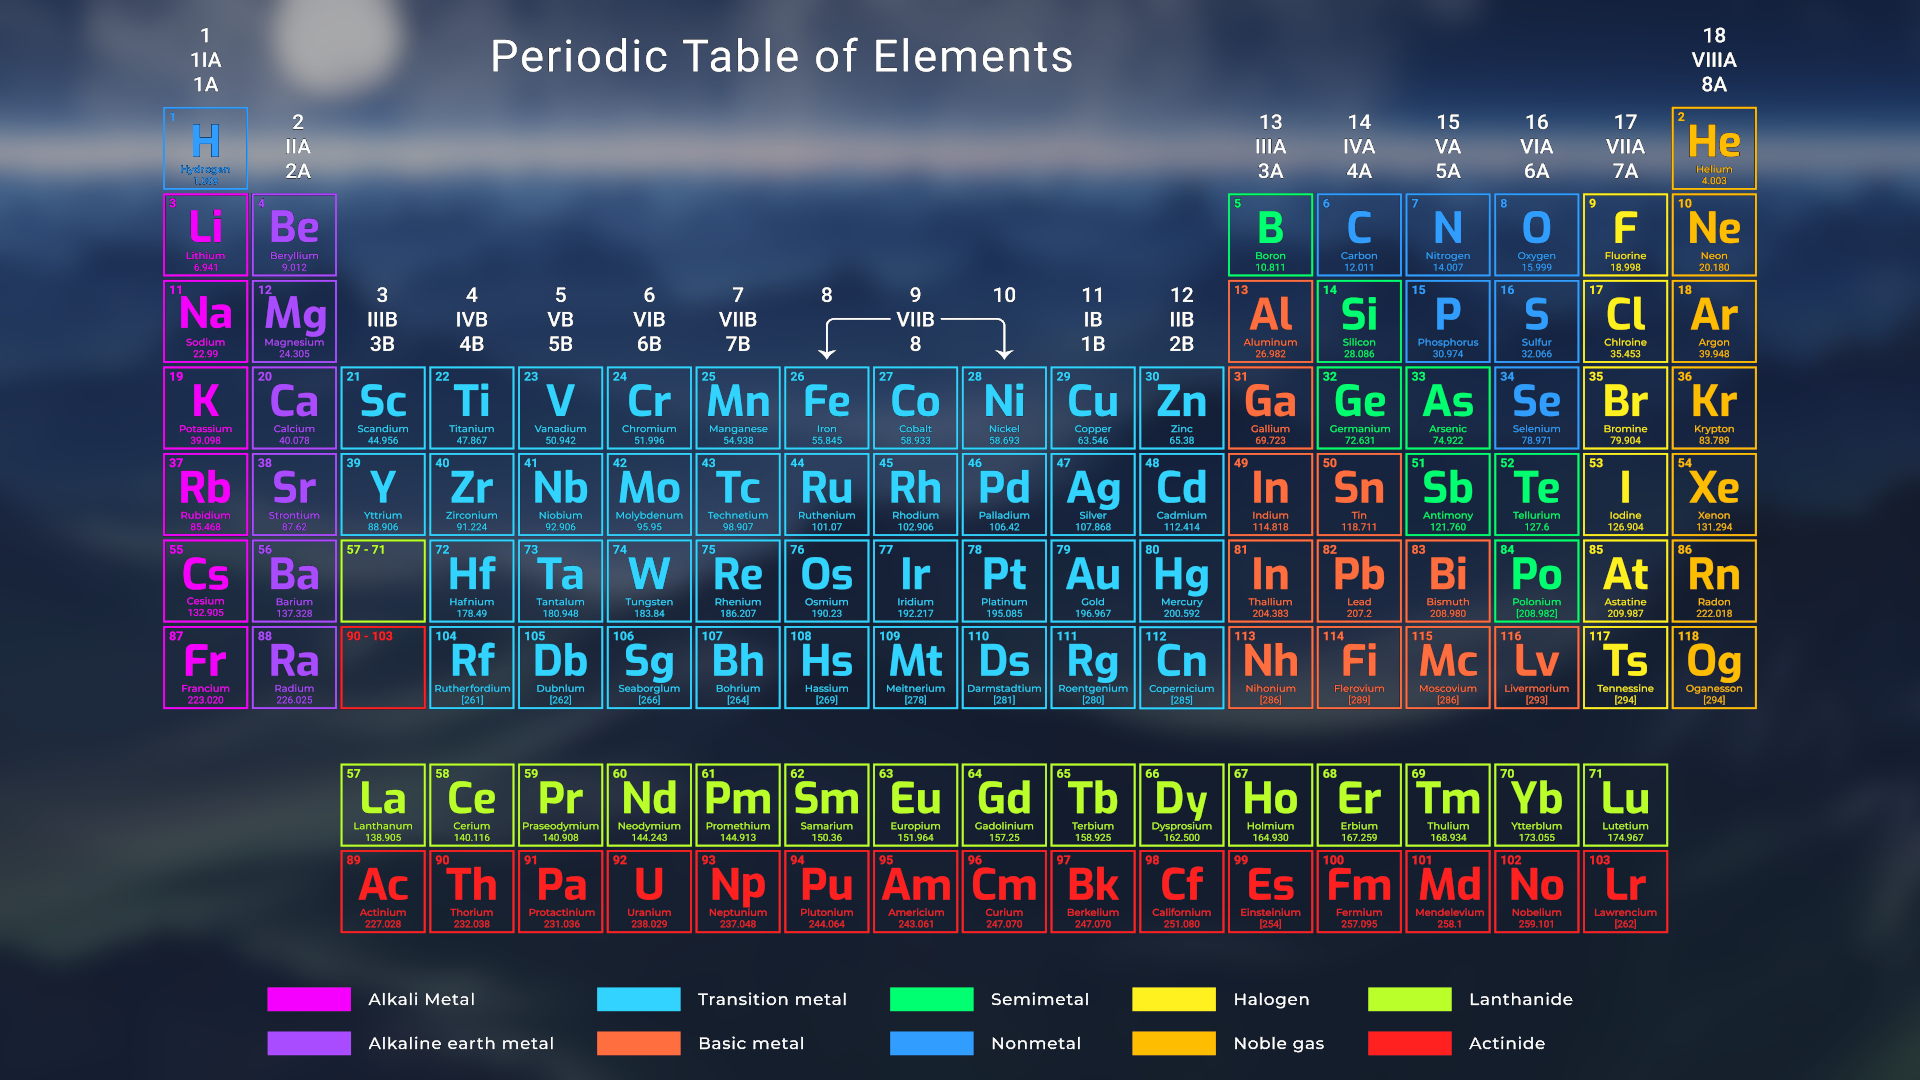 Periodic Table of Elements
1
1IA
1A
18
VIIIA
8A
2
IIA
2A
13
IIIA
3A
14
IVA
4A
15
VA
5A
16
VIA
6A
17
VIIA
7A
1
H
Hydrogen
2
He
Helium
4.003
3
Li
Lithium
6.941
4
Be
Beryllium
9.012
5
B
Boron
10.811
6
C
Carbon
12.011
7
N
Nitrogen
14.007
8
O
Oxygen
15.999
9
F
Fluorine
18.998
10
Ne
Neon
20.180
11
Na
Sodium
22.99
12
Mg
Magnesium
24.305
3
IIIB
3B
4
IVB
4B
5
VB
5B
6
VIB
6B
7
VIIB
7B
8
9
10
VIIB
8
11
IB
1B
12
IIB
2B
13
Al
Aluminum
26.982
14
Si
Silicon
28.086
15
P
Phosphorus
30.974
16
S
Sulfur
32.066
17
Cl
Chlroine
35.453
18
Ar
Argon
39.948
19
K
Potassium
39.098
20
Ca
Calcium
40.078
21
Sc
Scandium
44.956
22
Ti
Titanium
47.867
23
V
Vanadium
50.942
24
Cr
Chromium
51.996
25
Mn
Manganese
54.938
26
Fe
Iron
55.845
27
Co
Cobalt
58.933
28
Ni
Nickel
58.693
29
Cu
Copper
63.546
30
Zn
Zinc
65.38
31
Ga
Gallium
69.723
32
Ge
Germanium
72.631
33
As
Arsenic
74.922
34
Se
Selenium
78.971
35
Br
Bromine
79.904
36
Kr
Krypton
83.789
37
Rb
Rubidium
85.468
38
Sr
Strontium
87.62
39
Y
Yttrium
88.906
40
Zr
Zirconium
91.224
41
Nb
Niobium
92.906
42
Mo
Molybdenum
95.95
43
Tc
Technetium
98.907
44
Ru
Ruthenium
101.07
45
Rh
Rhodium
102.906
46
Pd
Palladium
106.42
47
Ag
Silver
107.868
48
Cd
Cadmium
112.414
49
In
Indium
114.818
50
Sn
Tin
118.711
51
Sb
Antimony
121.760
52
Te
Tellurium
127.6
53
I
Iodine
126.904
54
Xe
Xenon
131.294
55
Cs
Cesium
132.905
56
Ba
Barium
137.328
57 - 71
72
Hf
Hafnium
178.49
73
Ta
Tantalum
180.948
74
W
Tungsten
183.84
75
Re
Rhenium
186.207
76
Os
Osmium
190.23
77
Ir
Iridium
192.217
78
Pt
Platinum
195.085
79
Au
Gold
196.967
80
Hg
Mercury
200.592
81
In
Thallium
204.383
82
Pb
Lead
207.2
83
Bi
Bismuth
208.980
84
Po
Polonium
[208.982]
85
At
Astatine
209.987
86
Rn
Radon
222.018
87
Fr
Francium
223.020
88
Ra
Radium
226.025
90 - 103
104
Rf
Rutherfordium
[261]
105
Db
Dubnium
[262]
106
Sg
Seaborgium
[266]
107
Bh
Bohrium
[264]
108
Hs
Hassium
[269]
109
Mt
Meitnerium
[278]
110
Ds
Darmstadtium
[281]
111
Rg
Roentgenium
[280]
112
Cn
Copernicium
[285]
113
Nh
Nihonium
[286]
114
Fi
Flerovium
[289]
115
Mc
Moscovium
[286]
116
Lv
Livermorium
[293]
117
Ts
Tennessine
[294]
118
Og
Oganesson
[294]
57
La
Lanthanum
138.905
58
Ce
Cerium
140.116
59
Pr
Praseodymium
140.908
60
Nd
Neodymium
144.243
61
Pm
Promethium
144.913
62
Sm
Samarium
150.36
63
Eu
Europium
151.964
64
Gd
Gadolinium
157.25
65
Tb
Terbium
158.925
66
Dy
Dysprosium
162.500
67
Ho
Holmium
164.930
68
Er
Erbium
167.259
69
Tm
Thulium
168.934
70
Yb
Ytterblum
173.055
71
Lu
Lutetium
174.967
89
Ac
Actinium
227.028
90
Th
Thorium
232.038
91
Pa
Protactinium
231.036
92
U
Uranium
238.029
93
Np
Neptunium
237.048
94
Pu
Plutonium
244.064
95
Am
Americium
243.061
96
Cm
Curium
247.070
97
Bk
Berkelium
247.070
98
Cf
Californium
251.080
99
Es
Einsteinium
[254]
100
Fm
Fermium
257.095
101
Md
Mendelevium
258.1
102
No
Nobelium
259.101
103
Lr
Lawrencium
[262]
Alkali Metal
Transition metal
Semimetal
Halogen
Lanthanide
Alkaline earth metal
Basic metal
Nonmetal
Noble gas
Actinide